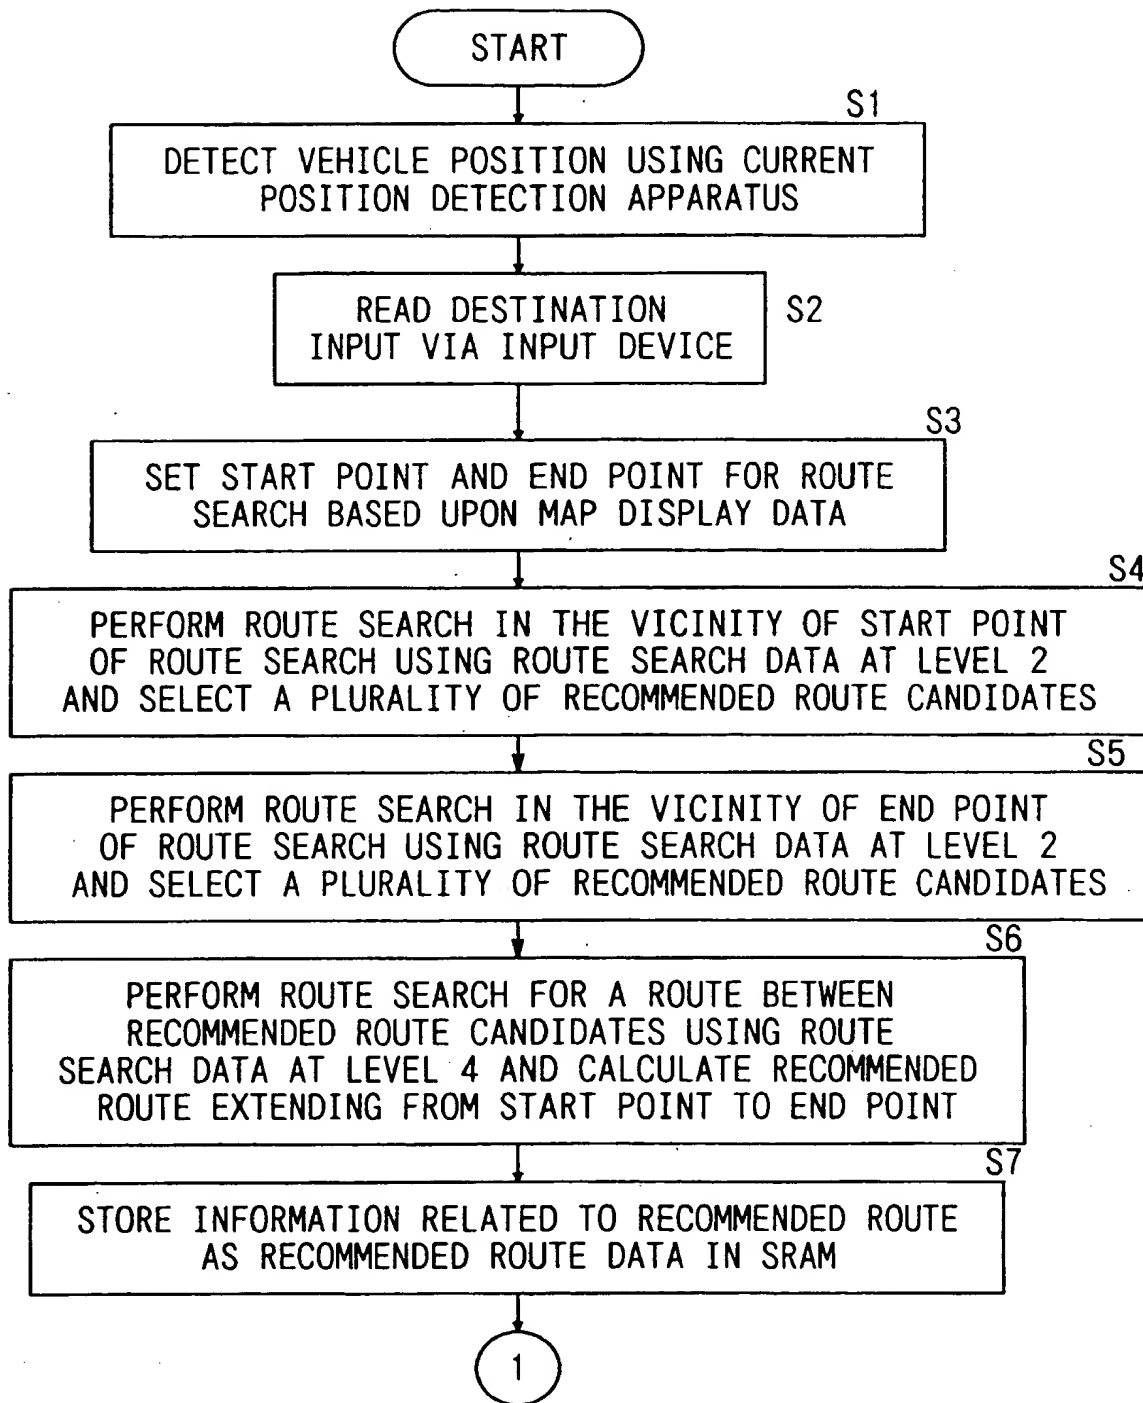 START
S1
DETECT VEHICLE POSITION USING CURRENT
POSITION DETECTION APPARATUS
READ DESTINATION
INPUT VIA INPUT DEVICE
S2
S3
SET START POINT AND END POINT FOR ROUTE
SEARCH BASED UPON MAP DISPLAY DATA
S4
PERFORM ROUTE SEARCH IN THE VICINITY OF START POINT
OF ROUTE SEARCH USING ROUTE SEARCH DATA AT LEVEL 2
AND SELECT A PLURALITY OF RECOMMENDED ROUTE CANDIDATES
S5
PERFORM ROUTE SEARCH IN THE VICINITY OF END POINT
OF ROUTE SEARCH USING ROUTE SEARCH DATA AT LEVEL 2
AND SELECT A PLURALITY OF RECOMMENDED ROUTE CANDIDATES
S6
PERFORM ROUTE SEARCH FOR A ROUTE BETWEEN
RECOMMENDED ROUTE CANDIDATES USING ROUTE
SEARCH DATA AT LEVEL 4 AND CALCULATE RECOMMENDED
ROUTE EXTENDING FROM START POINT TO END POINT
S7
STORE INFORMATION RELATED TO RECOMMENDED ROUTE
AS RECOMMENDED ROUTE DATA IN SRAM
1